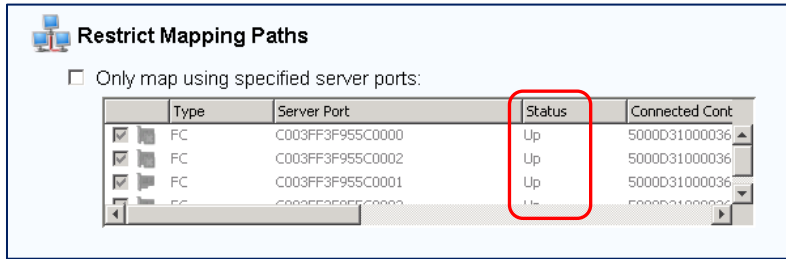 Restrict Mapping Paths
Only map using specified server ports:
Type Server Port Status Connected Cont
FC C003FF3F955C0000 Up 5000D31000036
FC C003FF3F955C0002 Up 5000D31000036
FC C003FF3F955C0001 Up 5000D31000036